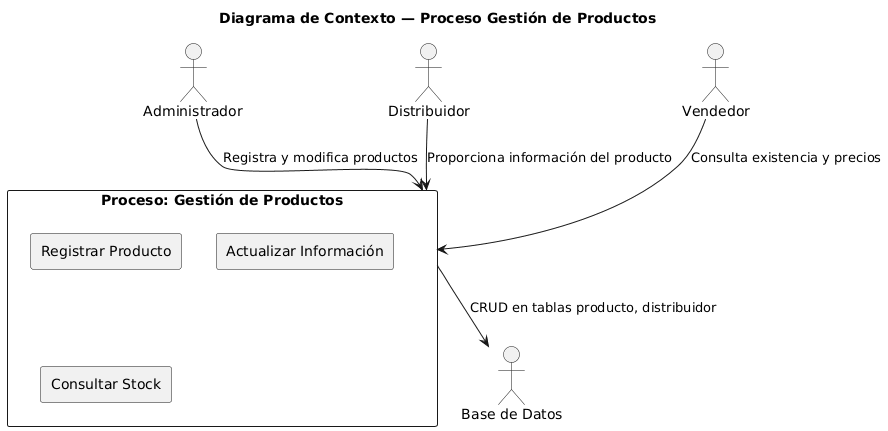 Diagrama de Contexto — Proceso Gestión de Productos
Administrador
Distribuidor
Vendedor
Registra y modifica productos
Proporciona información del producto
Consulta existencia y precios
Proceso: Gestión de Productos
Registrar Producto
Actualizar Información
CRUD en tablas producto, distribuidor
Consultar Stock
Base de Datos